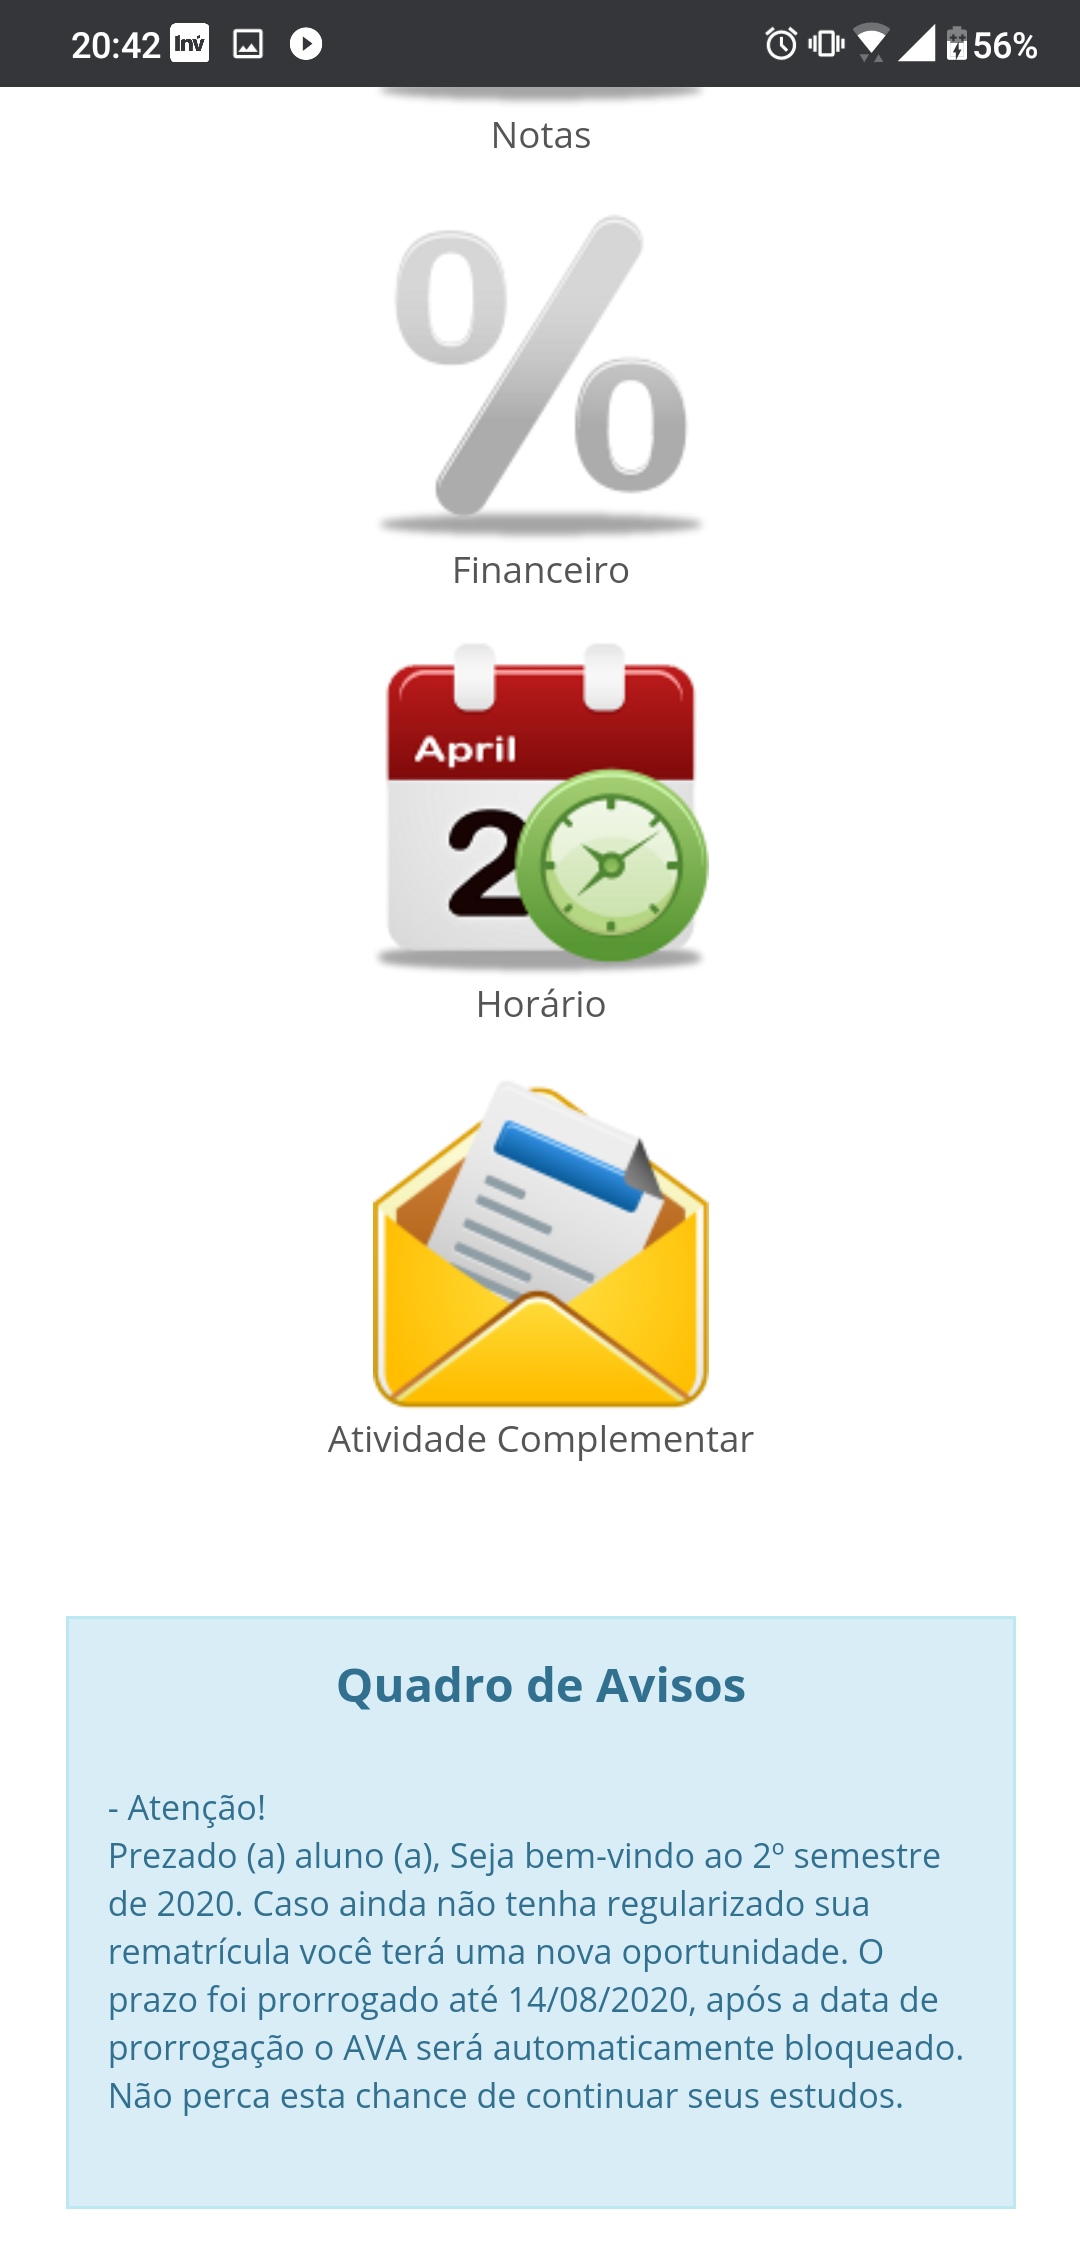 20:42 Inv 56%
Notas
%
Financeiro
April
2
Horário
Atividade Complementar
Quadro de Avisos
- Atenção!
Prezado (a) aluno (a), Seja bem-vindo ao 2º semestre
de 2020. Caso ainda não tenha regularizado sua
rematrícula você terá uma nova oportunidade. O
prazo foi prorrogado até 14/08/2020, após a data de
prorrogação o AVA será automaticamente bloqueado.
Não perca esta chance de continuar seus estudos.